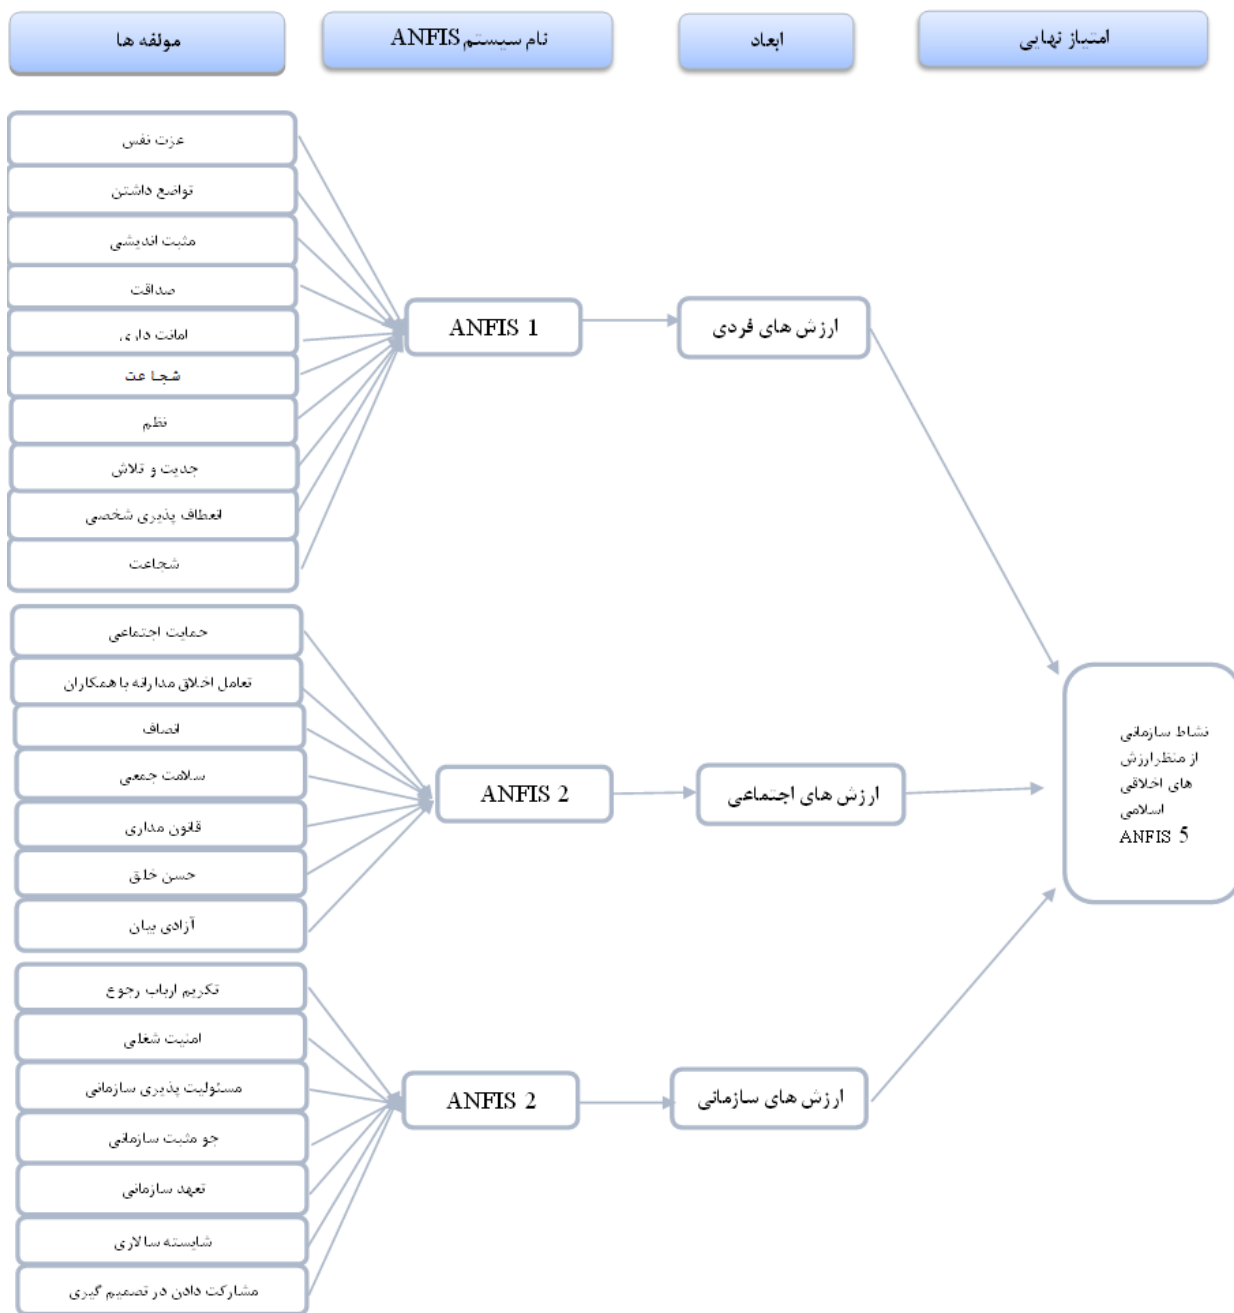 امتیاز نهایی
ابعاد
نام سیستم ANFIS
مولفه ها
عزت نفس
تواضع داشتن
مثبت اندیشی
صداقت
امانت داری
شجاعت
نظم
جدیت و تلاش
انعطاف پذیری شخصی
شجاعت
ANFIS 1
ارزش های فردی
حمایت اجتماعی
تعامل اخلاق مدارانه با همکاران
انصاف
سلامت جمعی
قانون مداری
حسن خلق
آزادی بیان
ANFIS 2
ارزش های اجتماعی
تکریم ارباب رجوع
امنیت شغلی
مسئولیت پذیری سازمانی
جو مثبت سازمانی
تعهد سازمانی
شایسته سالاری
مشارکت دادن در تصمیم گیری
ANFIS 2
ارزش های سازمانی
نشاط سازمانی
از منظر ارزش
های اخلاقی
اسلامی
ANFIS 5